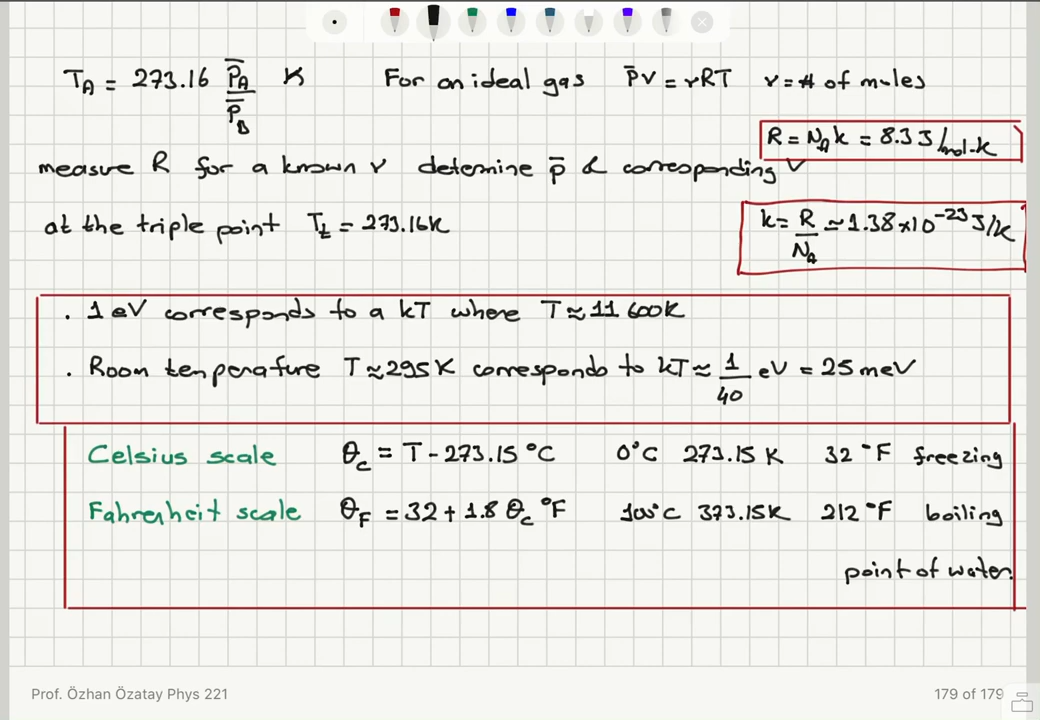 T_A = 273.16 p̄_A / p̄_B K For an ideal gas p̄V = νRT ν = # of moles
R = N_A k = 8.3 J/mol-K
measure R for a known ν determine p̄ & corresponding V
at the triple point T_t = 273.16K
k = R / N_A ≃ 1.38×10⁻²³ J/K
. 1 eV corresponds to a kT where T ≈ 11 600K
. Room temperature T ≈ 295K corresponds to kT ≈ 1/40 eV = 25 meV
Celsius scale θ_c = T - 273.15 °C 0°C 273.15 K 32 °F freezing
Fahrenheit scale θ_F = 32 + 1.8 θ_c °F 100°C 373.15K 212 °F boiling
point of water.
Prof. Özhan Özatay Phys 221 179 of 179